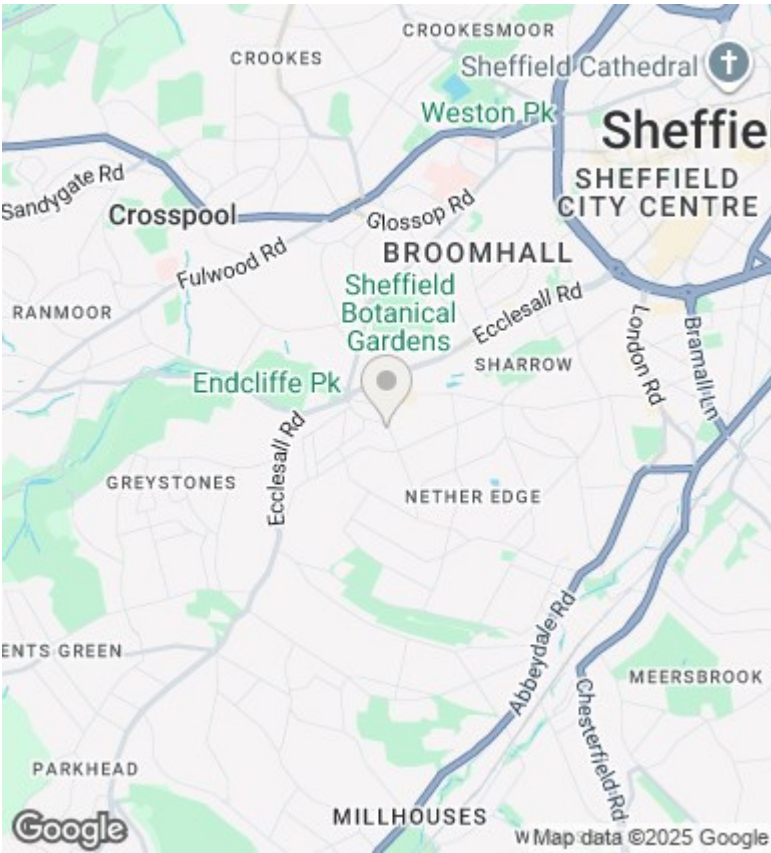 CROOKESMOOR
CROOKES
Sheffield Cathedral
Weston Pk
Sheffie
Sandygate Rd
SHEFFIELD
CITY CENTRE
Crosspool
Glossop Rd
Fulwood Rd
BROOMHALL
Sheffield
Botanical
Gardens
RANMOOR
Ecclesall Rd
London Rd
Bramall Ln
SHARROW
Endcliffe Pk
Ecclesall Rd
GREYSTONES
NETHER EDGE
Abbeydale Rd
ENTS GREEN
MEERSBROOK
Chesterfield Rd
PARKHEAD
MILLHOUSES
Google
Map data ©2025 Google